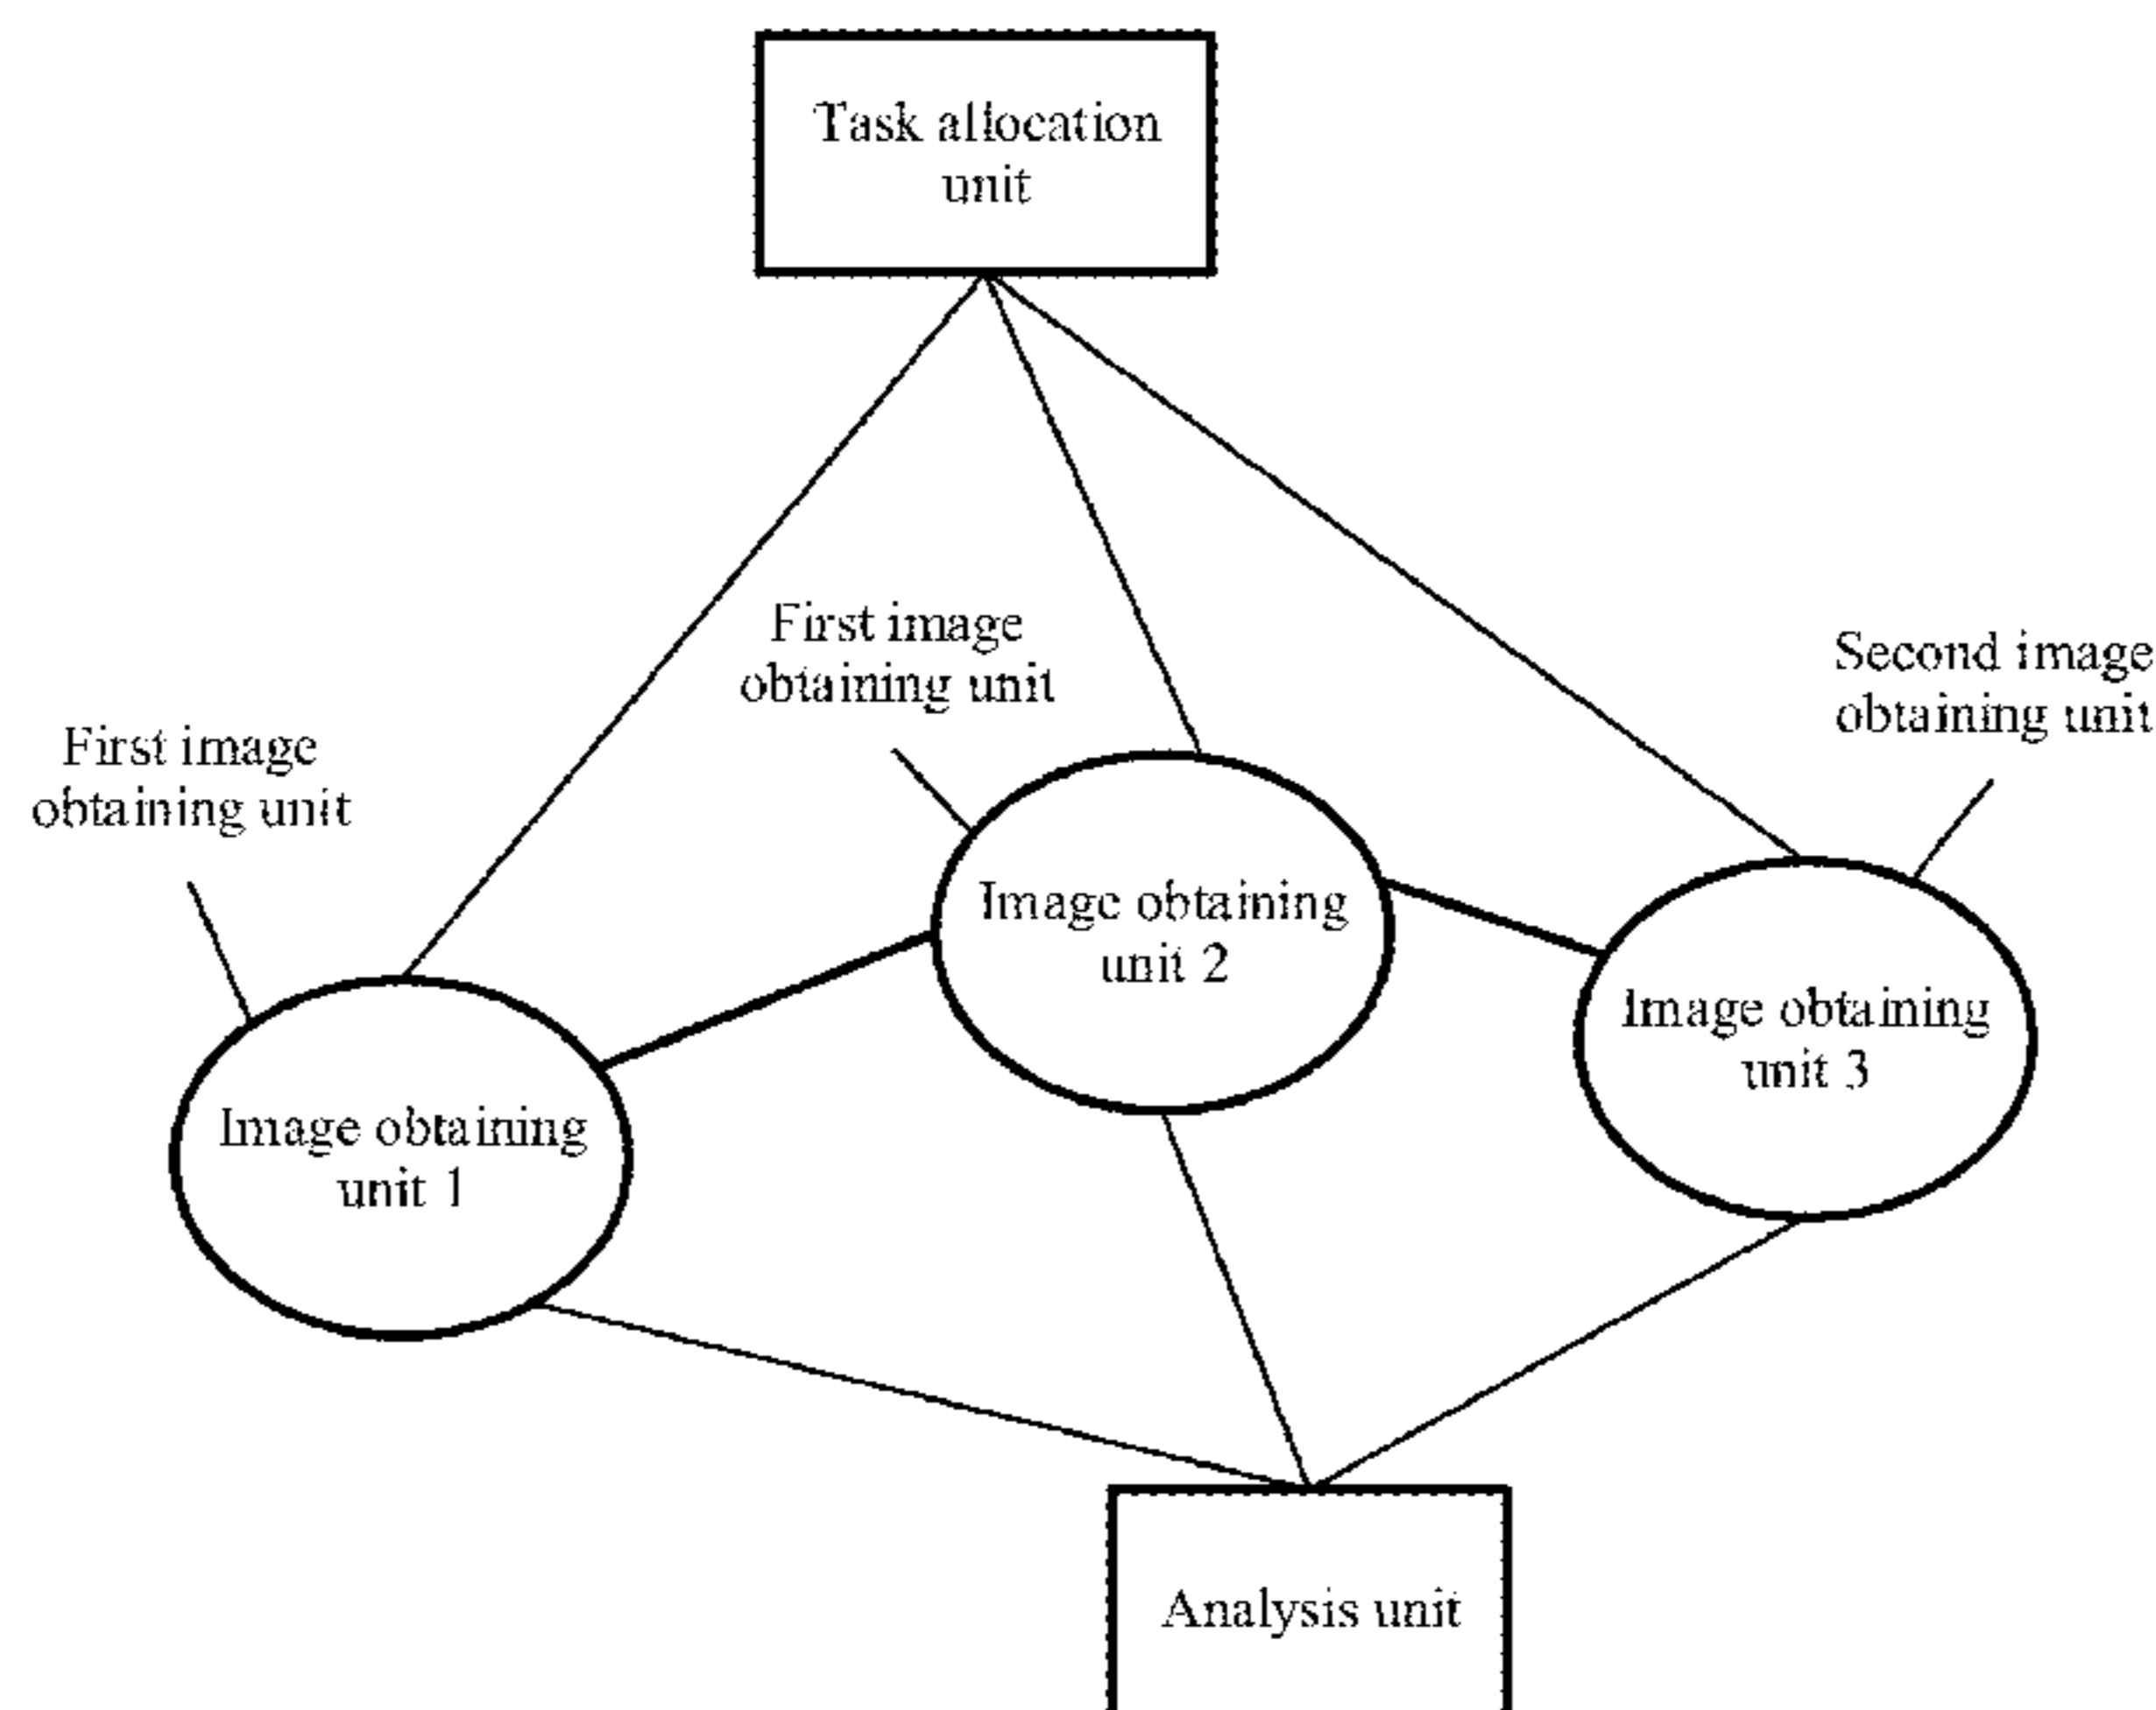 Task allocation
unit
First image
obtaining unit
Second image
obtaining unit
First image
obtaining unit
Image obtaining
unit 2
Image obtaining
unit 3
Image obtaining
unit 1
Analysis unit